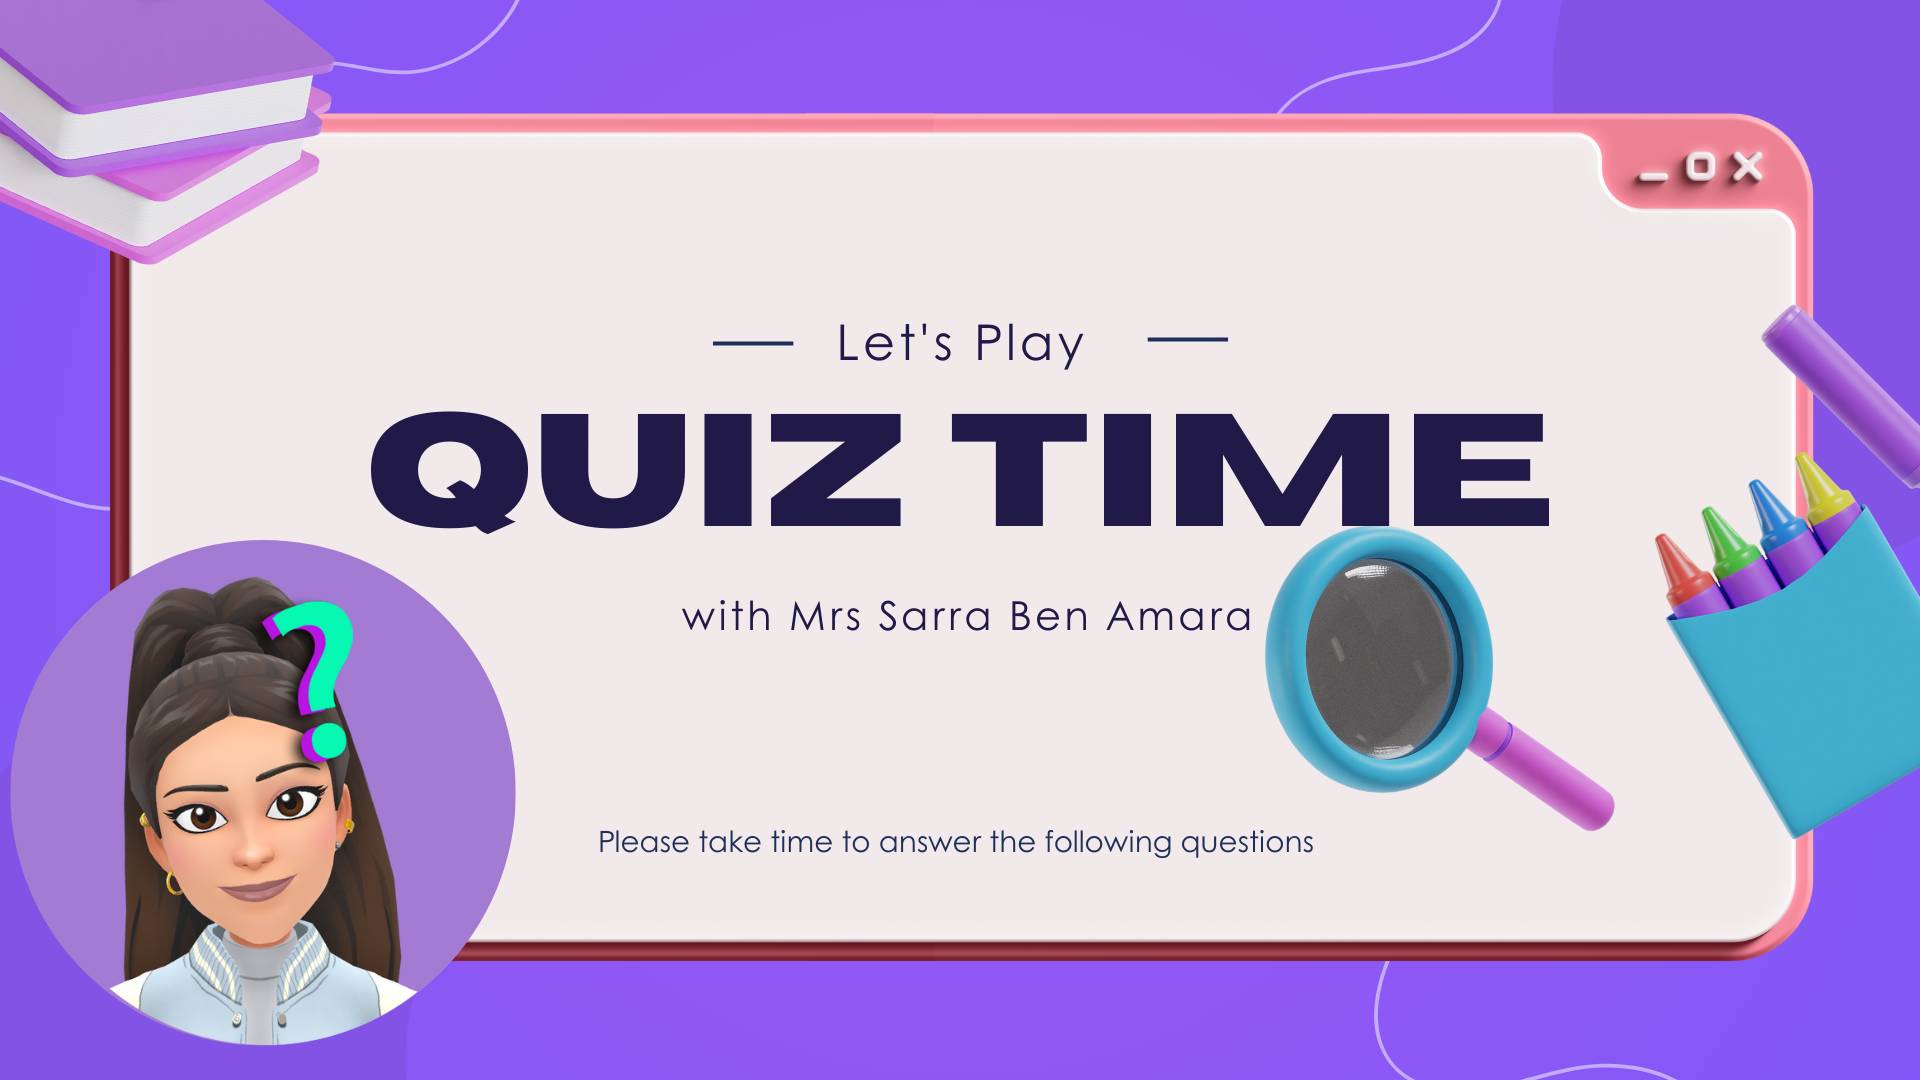 Let's Play
QUIZ TIME
with Mrs Sarra Ben Amara
?
Please take time to answer the following questions